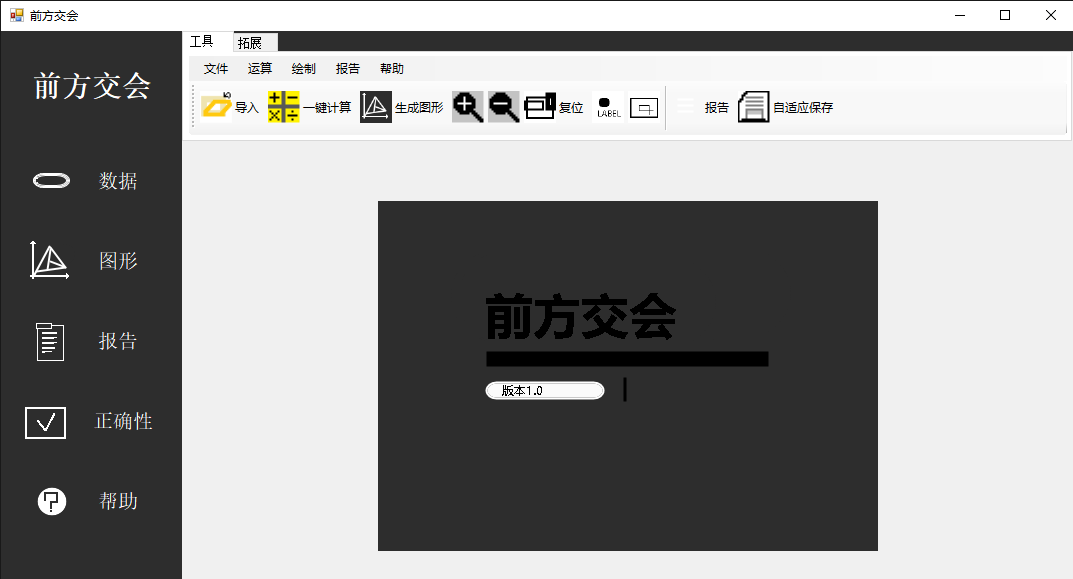 前方交会
前方交会
数据
图形
报告
正确性
帮助
工具 拓展
文件 运算 绘制 报告 帮助
导入 一键计算 生成图形 复位 LABEL 报告 自适应保存
前方交会
版本1.0